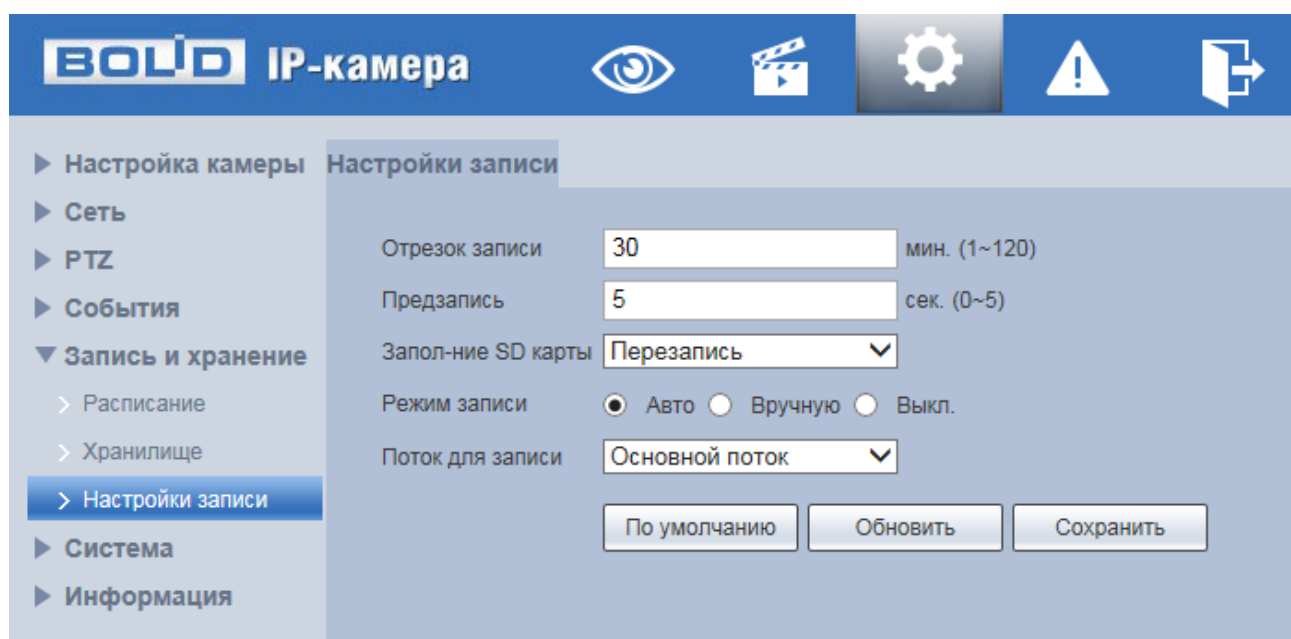 BOLID IP-камера
Настройка камеры
Сеть
PTZ
События
Запись и хранение
Расписание
Хранилище
Настройки записи
Система
Информация
Настройки записи
Отрезок записи 30 мин. (1~120)
Предзапись 5 сек. (0~5)
Запол-ние SD карты Перезапись
Режим записи Авто Вручную Выкл.
Поток для записи Основной поток
По умолчанию Обновить Сохранить